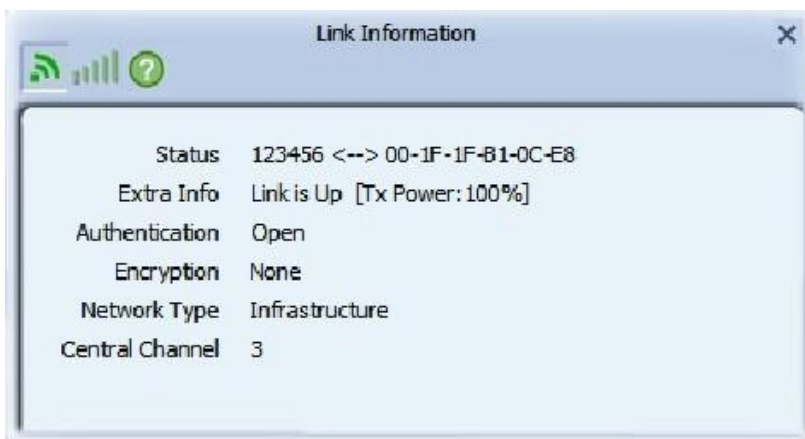 Link Information
Status 123456 <--> 00-1F-1F-B1-0C-E8
Extra Info Link is Up [Tx Power:100%]
Authentication Open
Encryption None
Network Type Infrastructure
Central Channel 3